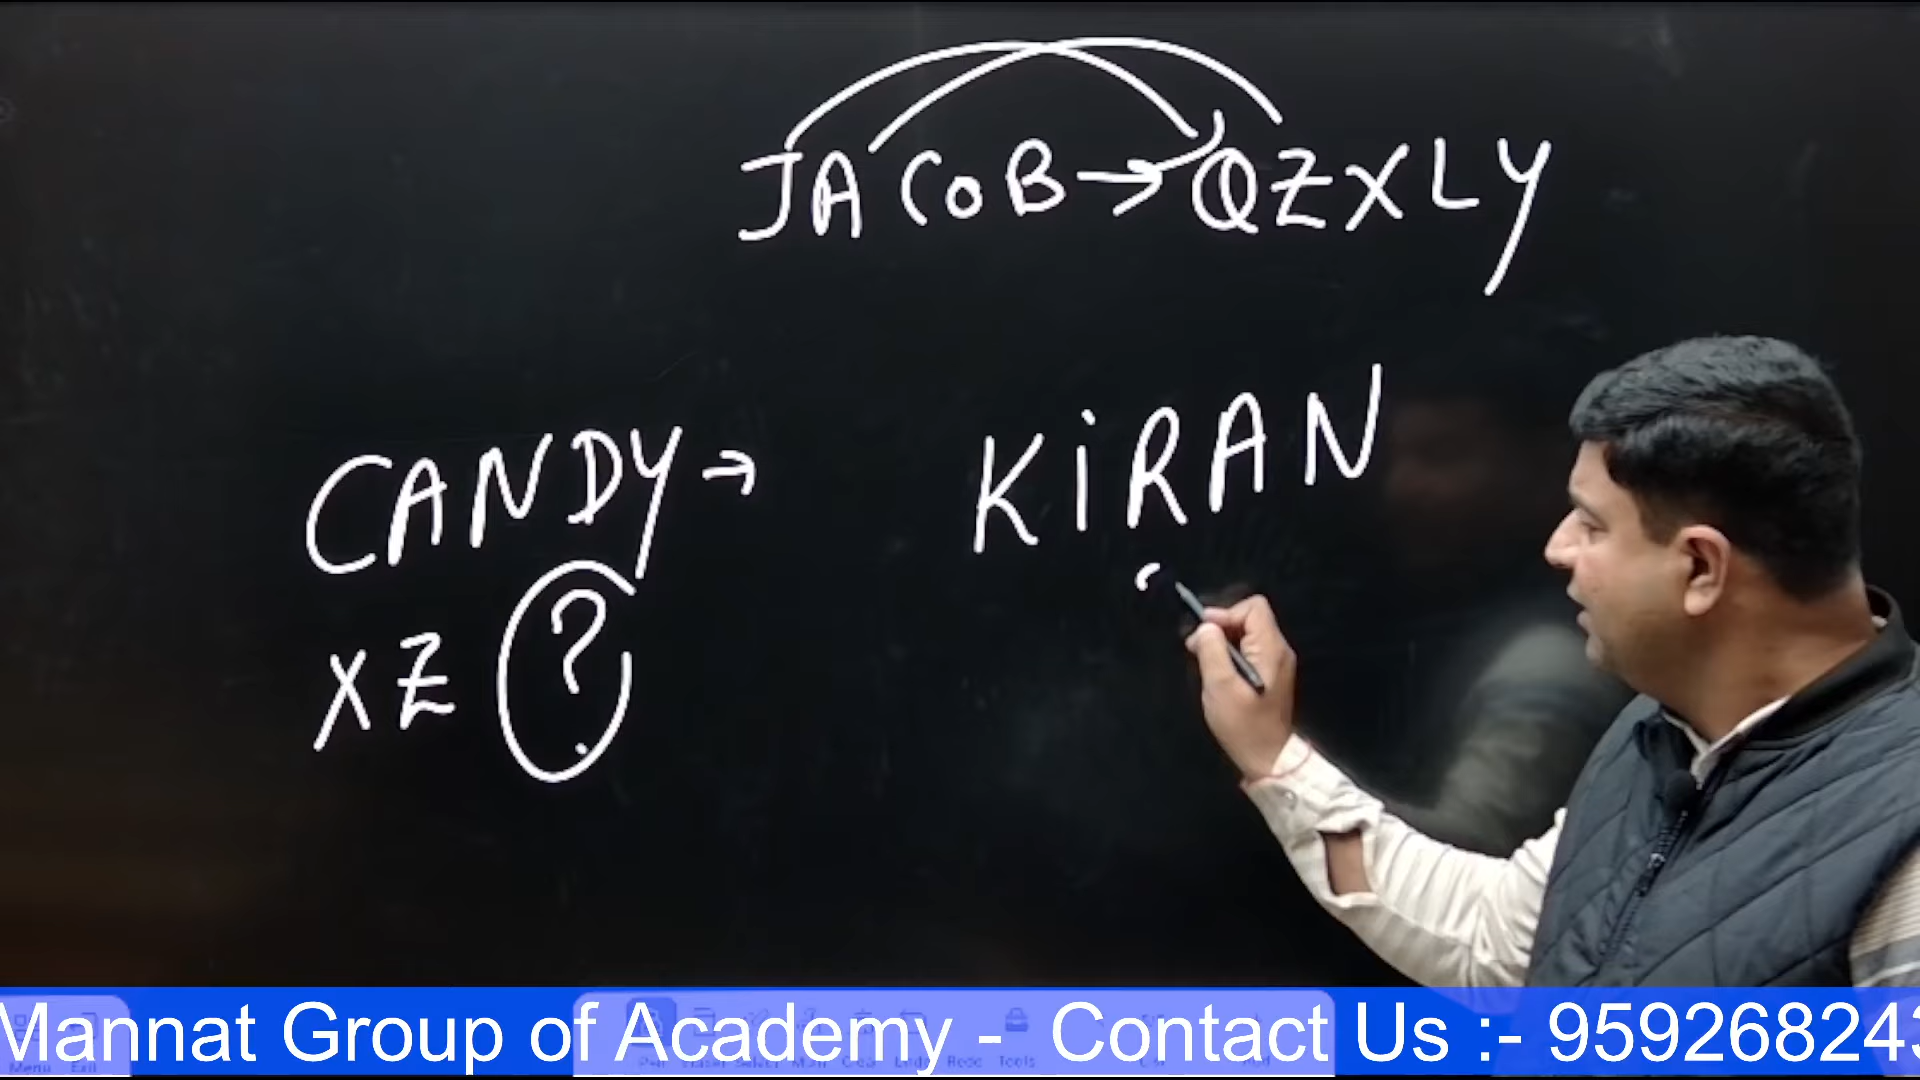 JACOB → QZXLY
CANDY → KiRAN
XZ ?
Mannat Group of Academy - Contact Us :- 959268243